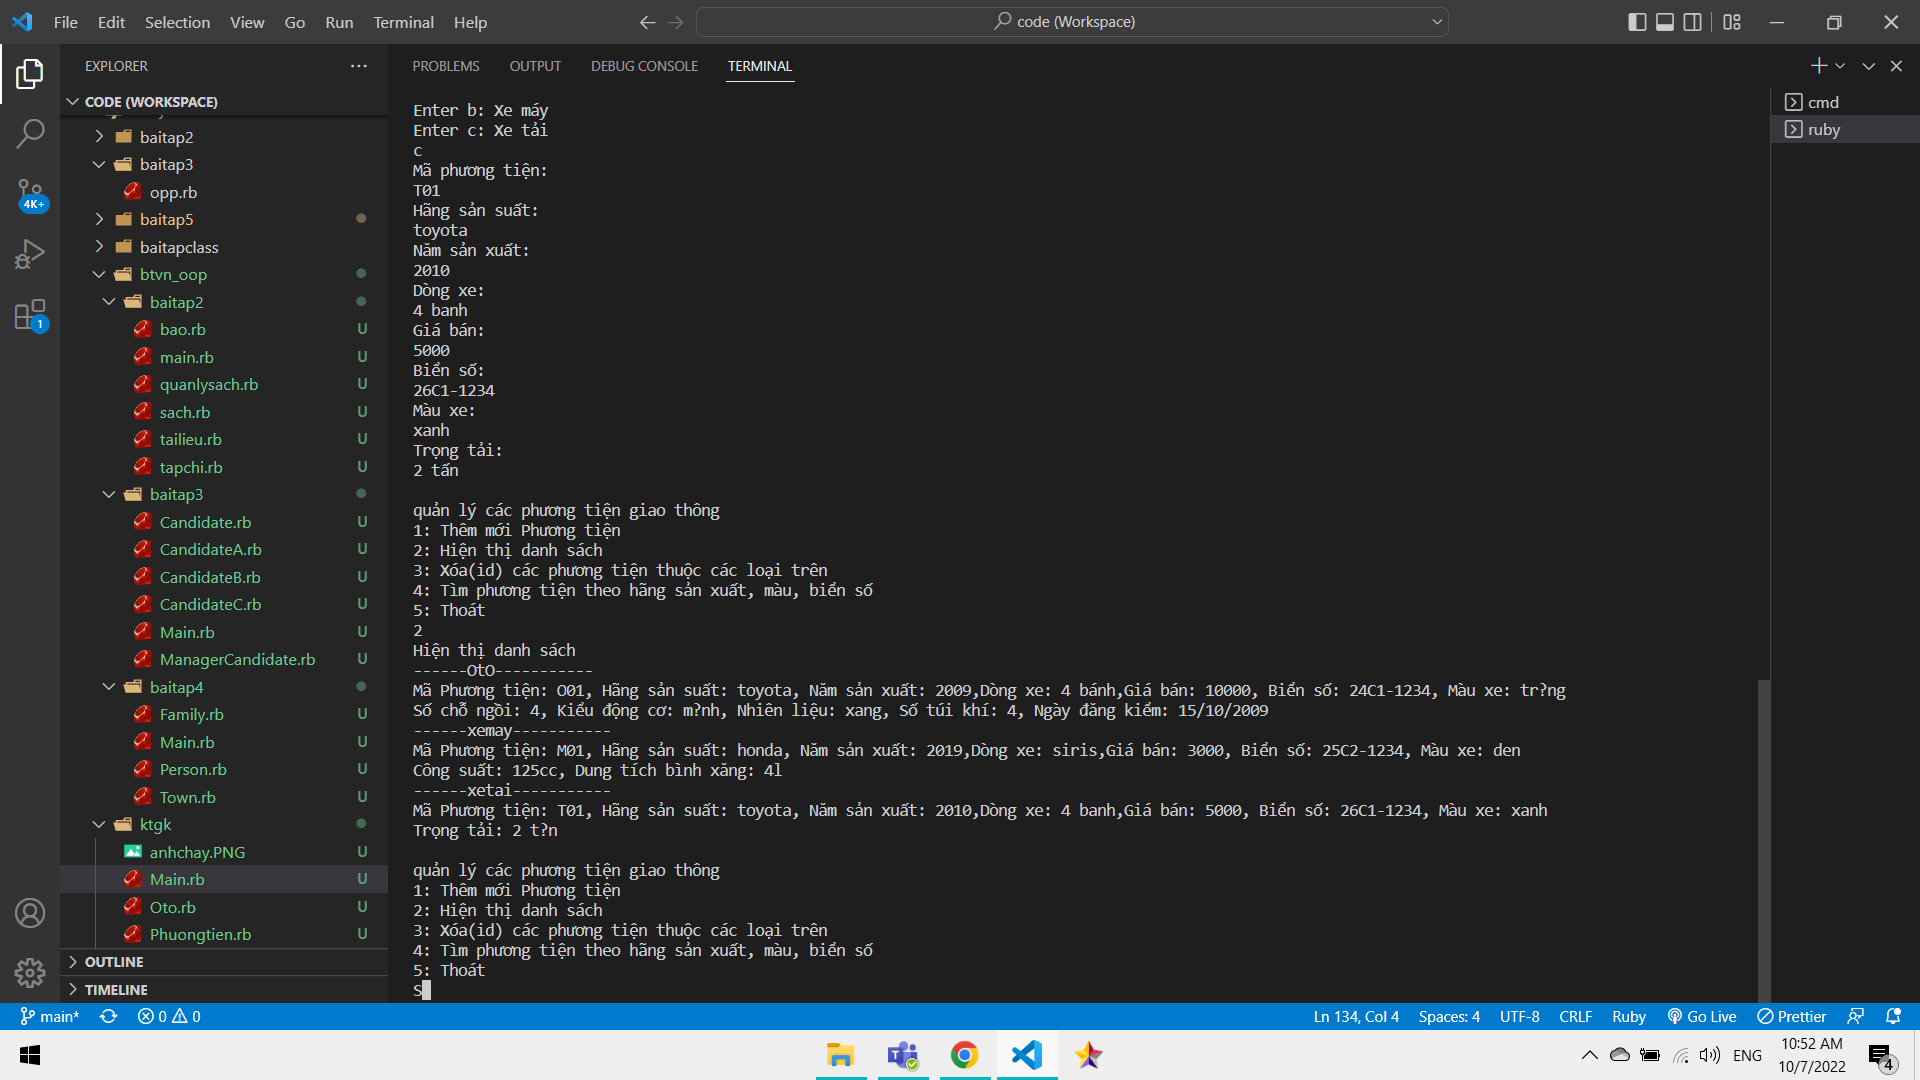 File Edit Selection View Go Run Terminal Help
code (Workspace)
EXPLORER
CODE (WORKSPACE)
baitap2
baitap3
opp.rb
baitap5
baitapclass
btvn_oop
baitap2
bao.rb U
main.rb U
quanlysach.rb U
sach.rb U
tailieu.rb U
tapchi.rb U
baitap3
Candidate.rb U
CandidateA.rb U
CandidateB.rb U
CandidateC.rb U
Main.rb U
ManagerCandidate.rb U
baitap4
Family.rb U
Main.rb U
Person.rb U
Town.rb U
ktgk
anhchay.PNG U
Main.rb U
Oto.rb U
Phuongtien.rb U
OUTLINE
TIMELINE
4K+
1
PROBLEMS OUTPUT DEBUG CONSOLE TERMINAL
Enter b: Xe máy
Enter c: Xe tải
c
Mã phương tiện:
T01
Hãng sản suất:
toyota
Năm sản xuất:
2010
Dòng xe:
4 banh
Giá bán:
5000
Biển số:
26C1-1234
Màu xe:
xanh
Trọng tải:
2 tấn
quản lý các phương tiện giao thông
1: Thêm mới Phương tiện
2: Hiện thị danh sách
3: Xóa(id) các phương tiện thuộc các loại trên
4: Tìm phương tiện theo hãng sản xuất, màu, biển số
5: Thoát
2
Hiện thị danh sách
------OtO-----------
Mã Phương tiện: O01, Hãng sản suất: toyota, Năm sản xuất: 2009,Dòng xe: 4 bánh,Giá bán: 10000, Biển số: 24C1-1234, Màu xe: tr?ng
Số chỗ ngồi: 4, Kiểu động cơ: m?nh, Nhiên liệu: xang, Số túi khí: 4, Ngày đăng kiểm: 15/10/2009
------xemay-----------
Mã Phương tiện: M01, Hãng sản suất: honda, Năm sản xuất: 2019,Dòng xe: siris,Giá bán: 3000, Biển số: 25C2-1234, Màu xe: den
Công suất: 125cc, Dung tích bình xăng: 4l
------xetai-----------
Mã Phương tiện: T01, Hãng sản suất: toyota, Năm sản xuất: 2010,Dòng xe: 4 banh,Giá bán: 5000, Biển số: 26C1-1234, Màu xe: xanh
Trọng tải: 2 t?n
quản lý các phương tiện giao thông
1: Thêm mới Phương tiện
2: Hiện thị danh sách
3: Xóa(id) các phương tiện thuộc các loại trên
4: Tìm phương tiện theo hãng sản xuất, màu, biển số
5: Thoát
S
cmd
ruby
main* 0 0
Ln 134, Col 4 Spaces: 4 UTF-8 CRLF Ruby Go Live Prettier
ENG
10:52 AM
10/7/2022
4